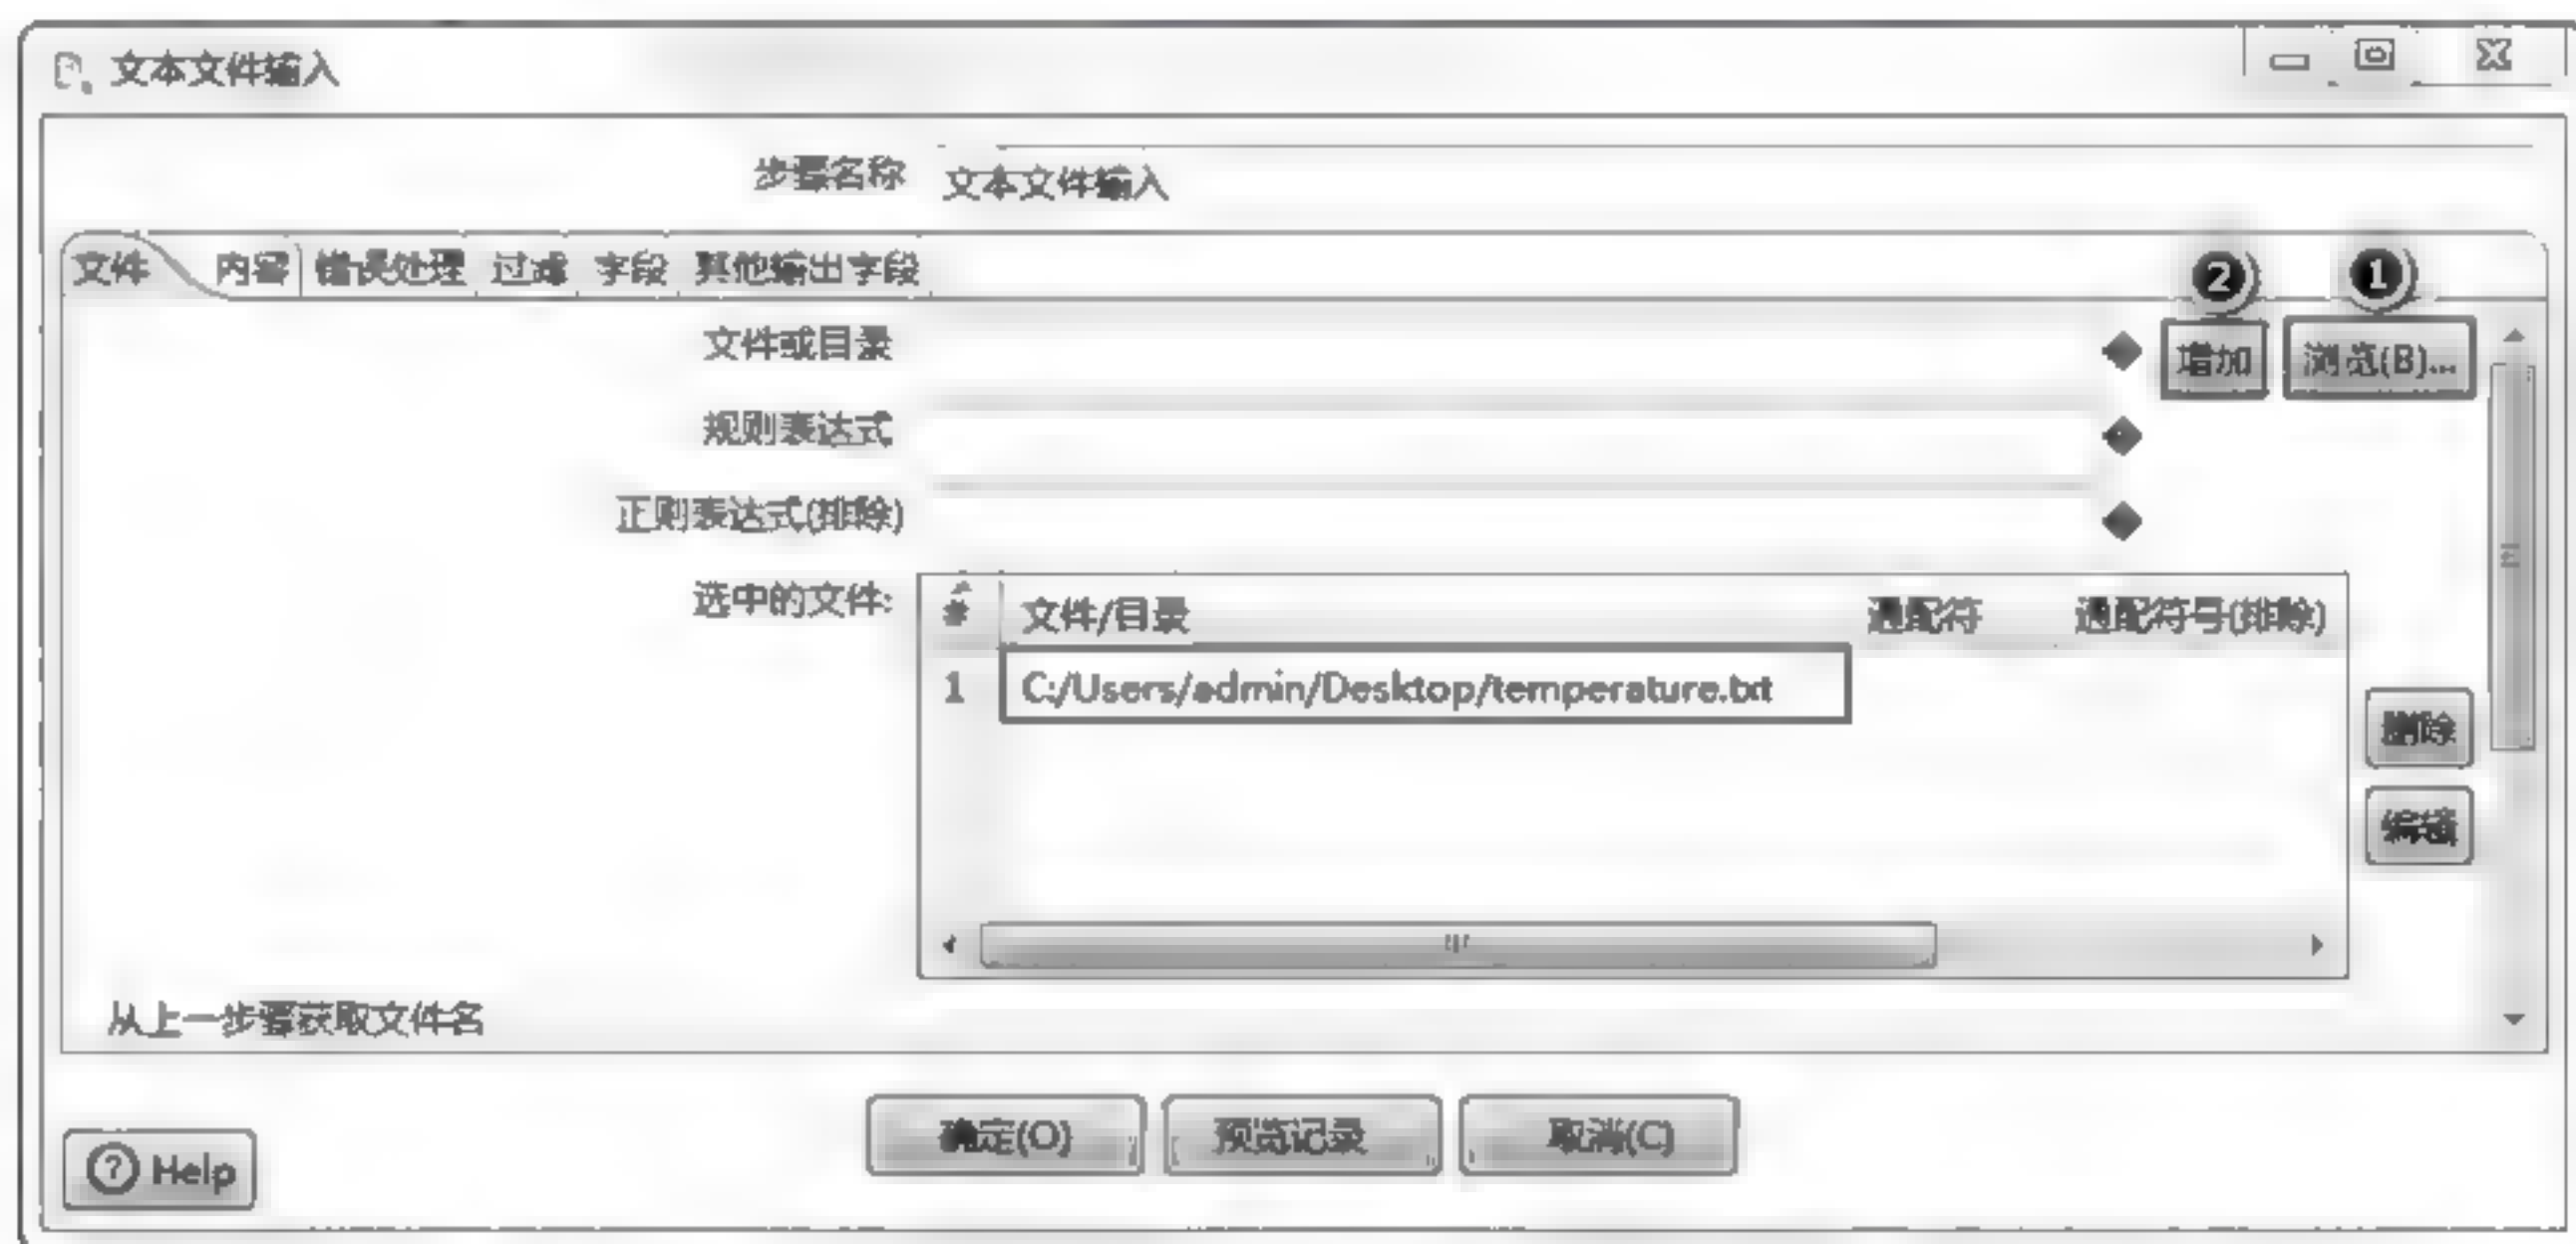 文本文件输入
步骤名称 文本文件输入
文件 内容 错误处理 过滤 字段 其他输出字段
2 1
文件或目录 增加 浏览(B)...
规则表达式
正则表达式(排除)
选中的文件: # 文件/目录 通配符 通配符号(排除)
1 C:/Users/admin/Desktop/temperature.txt
删除
编辑
从上一步骤获取文件名
确定(O) 预览记录 取消(C)
Help